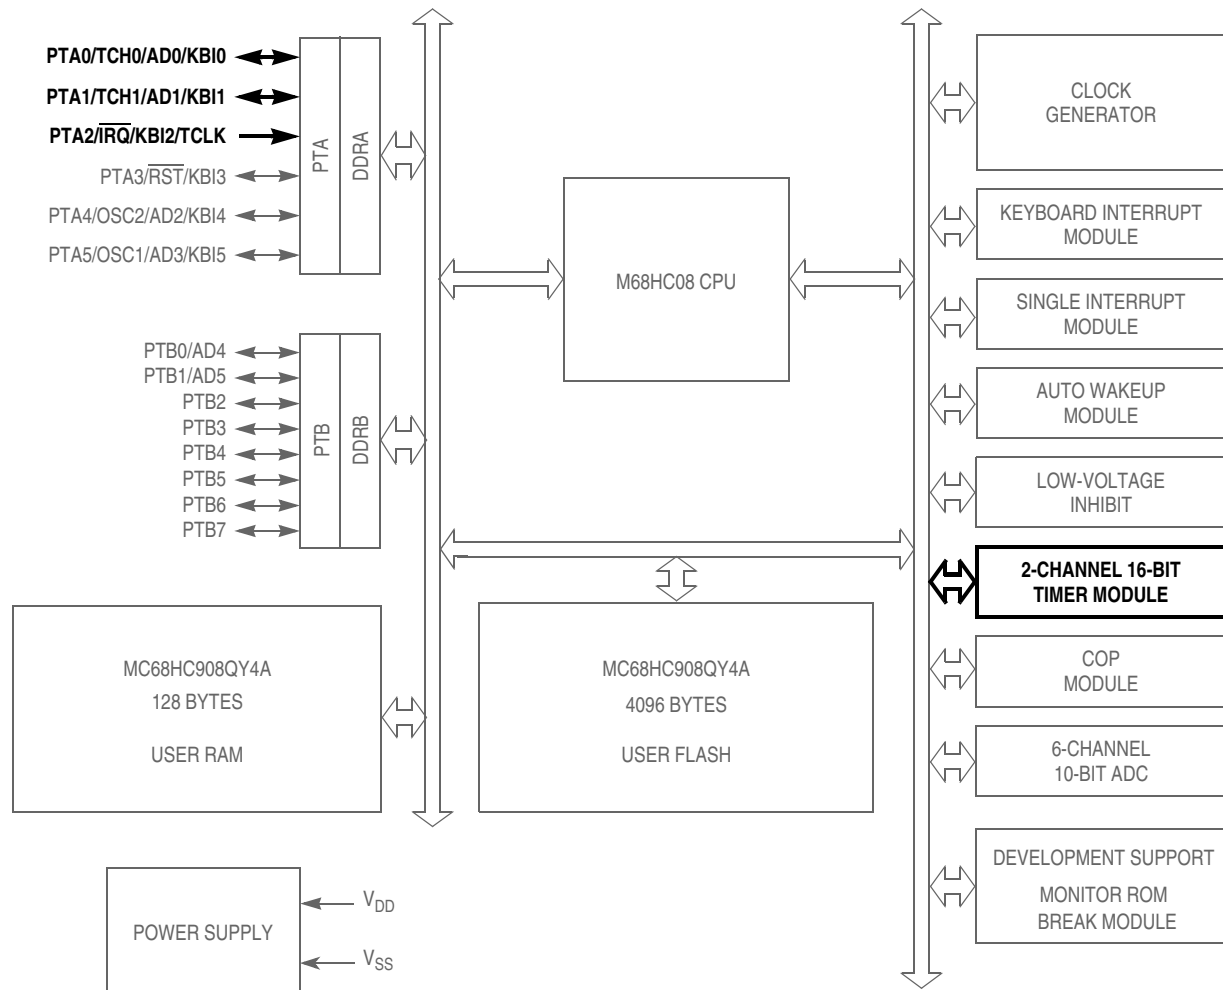 PTA0/TCH0/AD0/KBI0
PTA1/TCH1/AD1/KBI1
PTA2/IRQ/KBI2/TCLK
PTA3/RST/KBI3
PTA4/OSC2/AD2/KBI4
PTA5/OSC1/AD3/KBI5
PTA
DDRA
PTB0/AD4
PTB1/AD5
PTB2
PTB3
PTB4
PTB5
PTB6
PTB7
PTB
DDRB
M68HC08 CPU
MC68HC908QY4A
128 BYTES
USER RAM
MC68HC908QY4A
4096 BYTES
USER FLASH
POWER SUPPLY
VDD
VSS
CLOCK
GENERATOR
KEYBOARD INTERRUPT
MODULE
SINGLE INTERRUPT
MODULE
AUTO WAKEUP
MODULE
LOW-VOLTAGE
INHIBIT
2-CHANNEL 16-BIT
TIMER MODULE
COP
MODULE
6-CHANNEL
10-BIT ADC
DEVELOPMENT SUPPORT
MONITOR ROM
BREAK MODULE